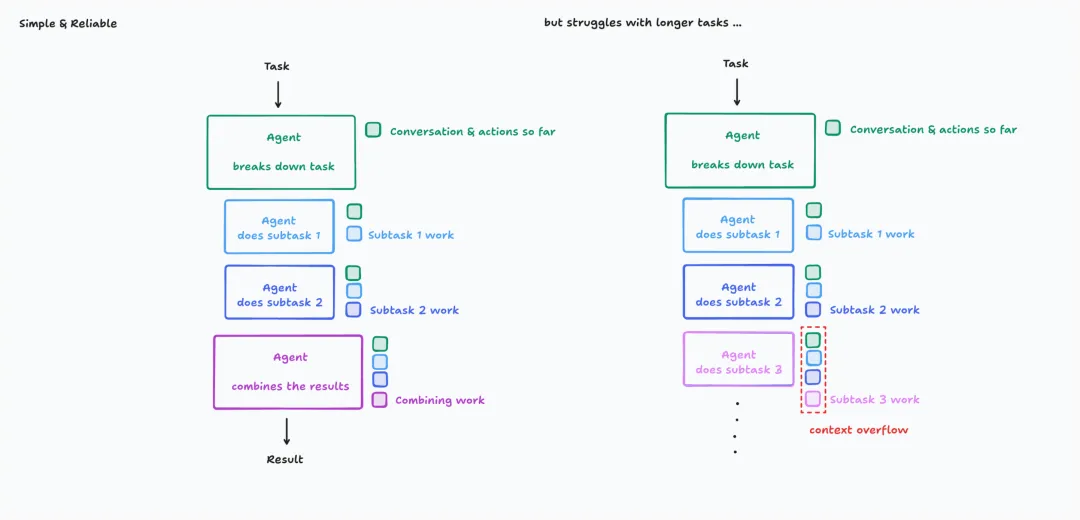 Simple & Reliable
Task
Agent
breaks down task
Conversation & actions so far
Agent
does subtask 1
Subtask 1 work
Agent
does subtask 2
Subtask 2 work
Agent
combines the results
Combining work
Result
but struggles with longer tasks ...
Task
Agent
breaks down task
Conversation & actions so far
Agent
does subtask 1
Subtask 1 work
Agent
does subtask 2
Subtask 2 work
Agent
does subtask 3
Subtask 3 work
context overflow